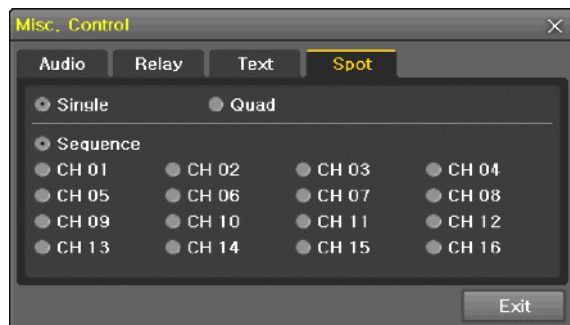 Misc. Control
Audio Relay Text Spot
Single Quad
Sequence
CH 01 CH 02 CH 03 CH 04
CH 05 CH 06 CH 07 CH 08
CH 09 CH 10 CH 11 CH 12
CH 13 CH 14 CH 15 CH 16
Exit